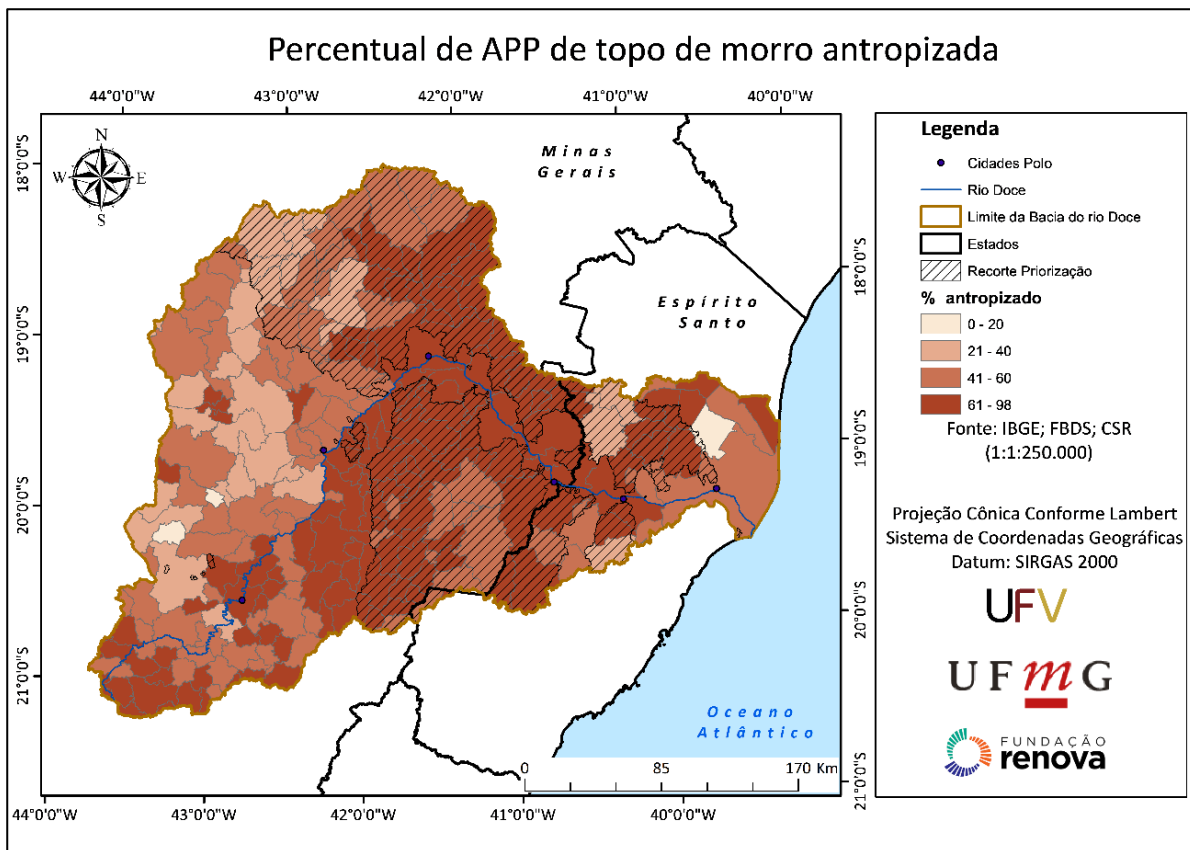 Percentual de APP de topo de morro antropizada
44°0'0"W 43°0'0"W 42°0'0"W 41°0'0"W 40°0'0"W
N
W E
S
18°0'0"S
19°0'0"S
20°0'0"S
21°0'0"S
Minas
Gerais
Espírito
Santo
Oceano
Atlântico
18°0'0"S
19°0'0"S
20°0'0"S
21°0'0"S
0 85 170 Km
44°0'0"W 43°0'0"W 42°0'0"W 41°0'0"W 40°0'0"W
Legenda
Cidades Polo
Rio Doce
Limite da Bacia do rio Doce
Estados
Recorte Priorização
% antropizado
0 - 20
21 - 40
41 - 60
61 - 98
Fonte: IBGE; FBDS; CSR
(1:1:250.000)
Projeção Cônica Conforme Lambert
Sistema de Coordenadas Geográficas
Datum: SIRGAS 2000
UFV
UFmG
FUNDAÇÃO
renova